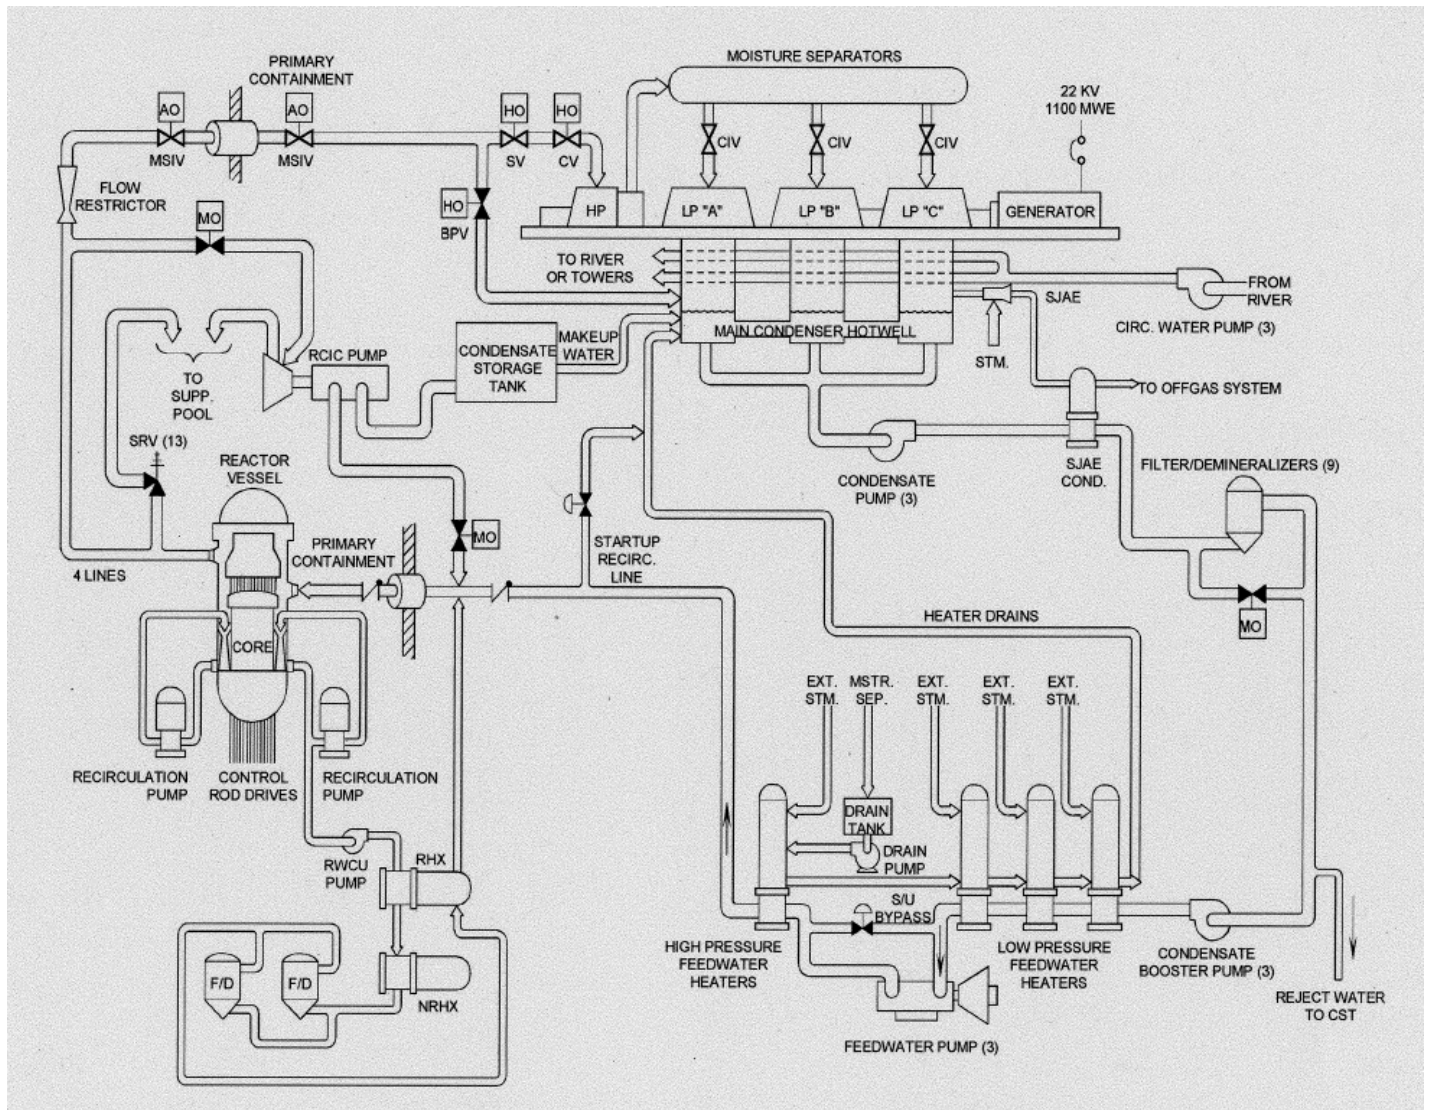 MOISTURE SEPARATORS
PRIMARY
CONTAINMENT
22 KV
1100 MWE
AO
AO
HO
HO
MSIV
MSIV
SV
CV
CIV
CIV
CIV
FLOW
RESTRICTOR
MO
HO
BPV
HP
LP "A"
LP "B"
LP "C"
GENERATOR
TO RIVER
OR TOWERS
FROM
RIVER
CIRC. WATER PUMP (3)
SJAE
STM.
MAIN CONDENSER HOTWELL
MAKEUP
WATER
CONDENSATE
STORAGE
TANK
RCIC PUMP
TO
SUPP.
POOL
TO OFFGAS SYSTEM
SRV (13)
REACTOR
VESSEL
CONDENSATE
PUMP (3)
SJAE
COND.
FILTER/DEMINERALIZERS (9)
MO
PRIMARY
CONTAINMENT
STARTUP
RECIRC.
LINE
4 LINES
HEATER DRAINS
MO
CORE
EXT.
STM.
MSTR.
SEP.
EXT.
STM.
EXT.
STM.
EXT.
STM.
RECIRCULATION
PUMP
CONTROL
ROD DRIVES
RECIRCULATION
PUMP
DRAIN
TANK
DRAIN
PUMP
RWCU
PUMP
RHX
S/U
BYPASS
HIGH PRESSURE
FEEDWATER
HEATERS
LOW PRESSURE
FEEDWATER
HEATERS
CONDENSATE
BOOSTER PUMP (3)
F/D
F/D
NRHX
REJECT WATER
TO CST
FEEDWATER PUMP (3)